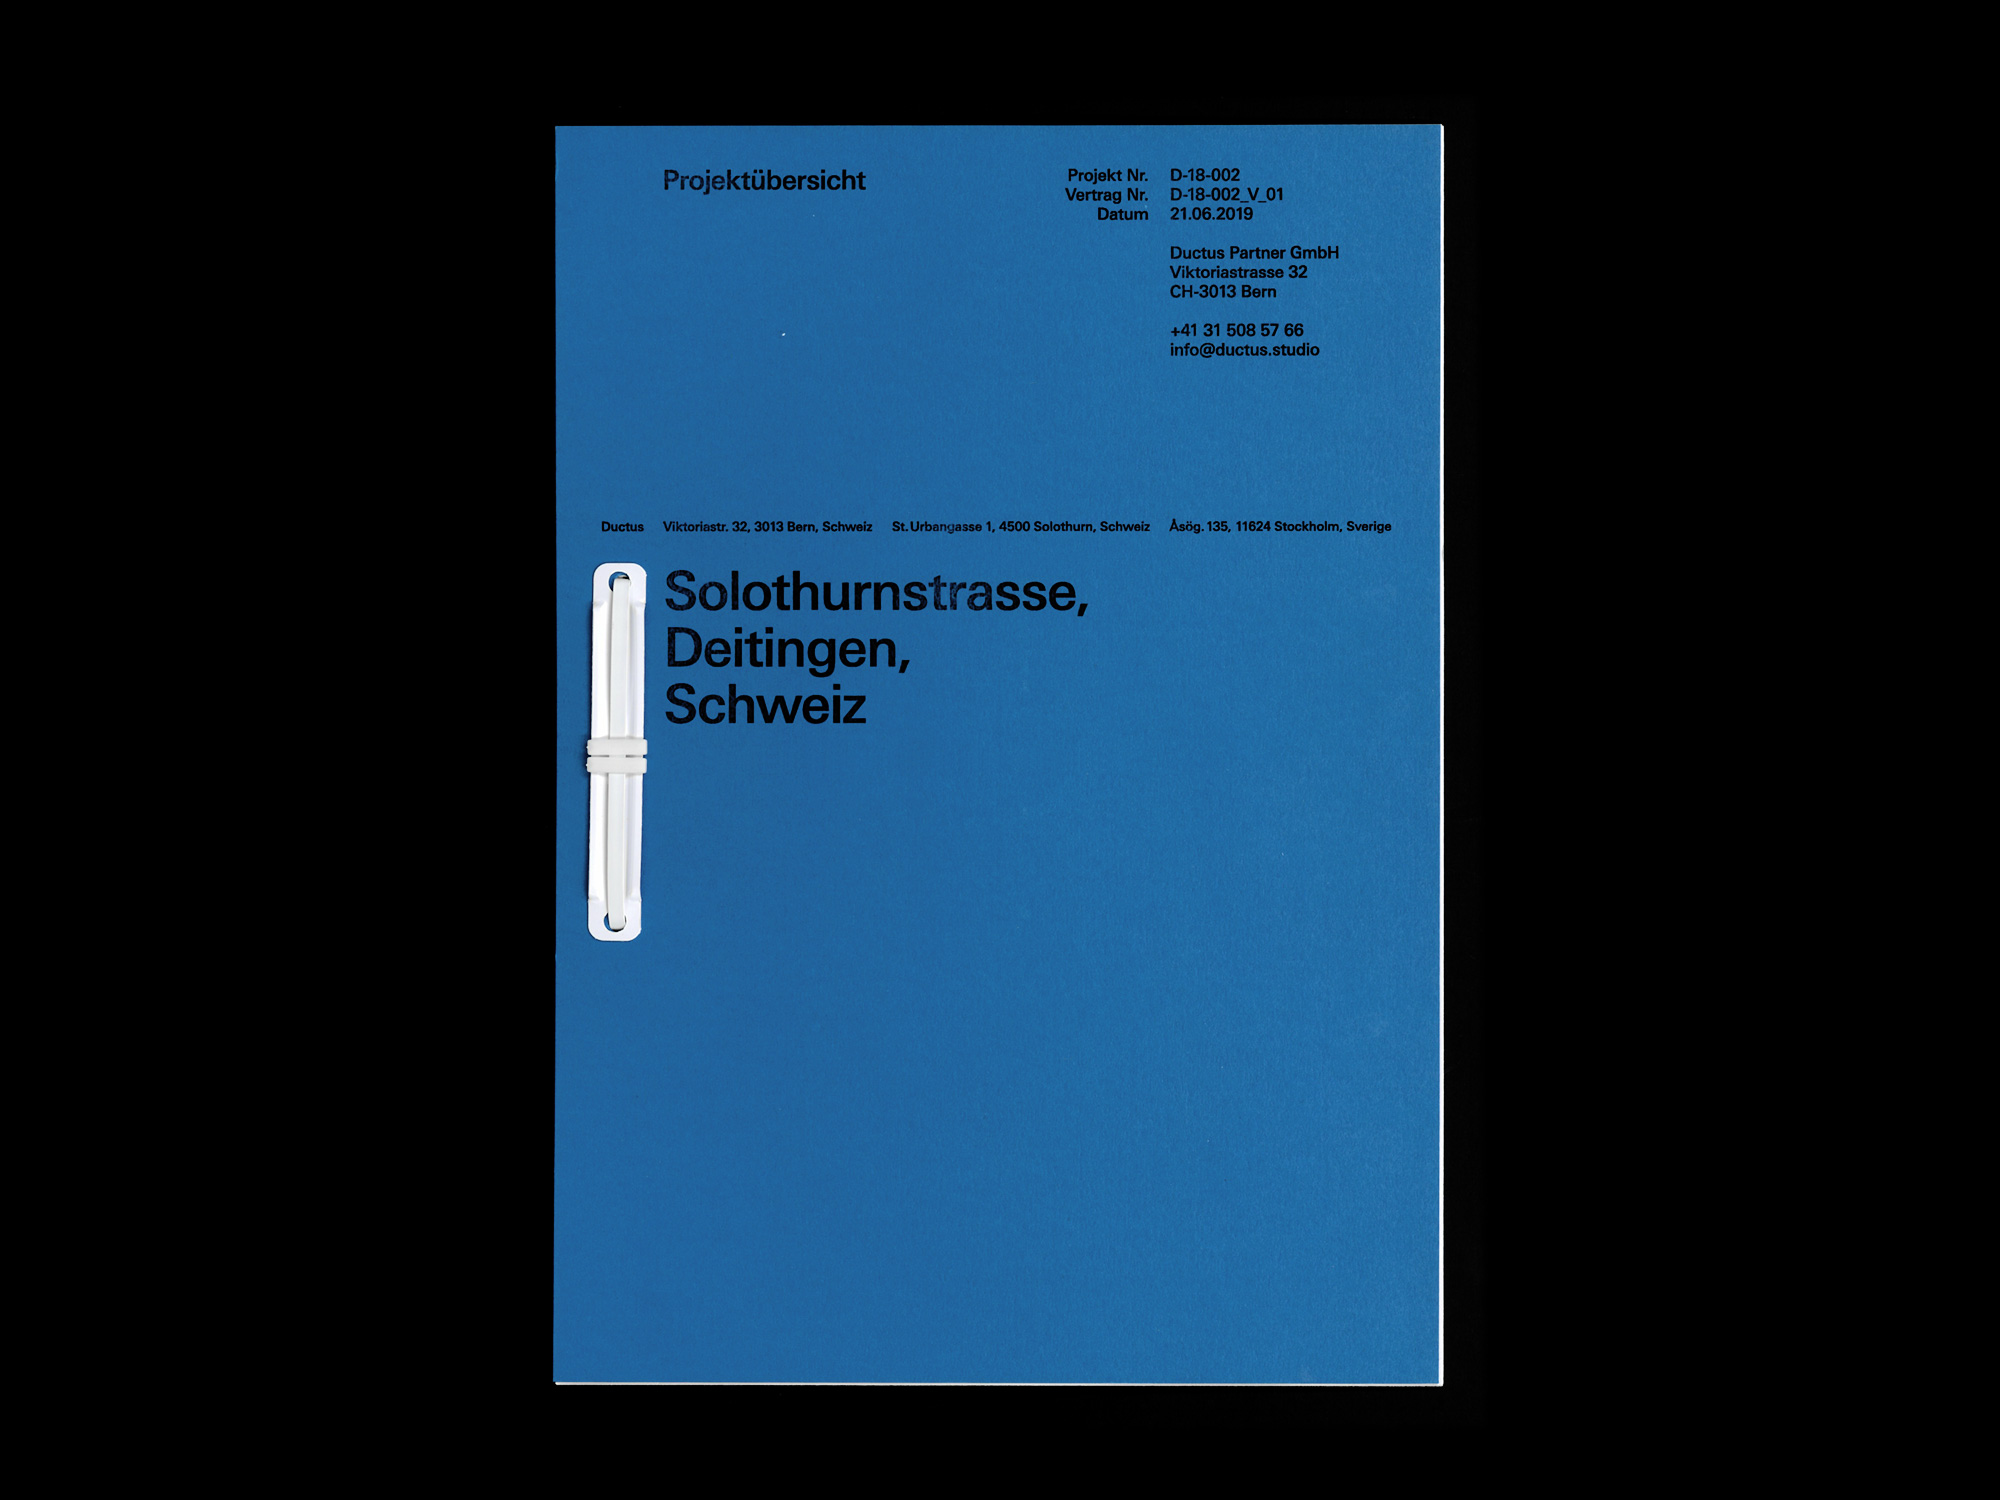 Projektübersicht
Projekt Nr. D-18-002
Vertrag Nr. D-18-002_V_01
Datum 21.06.2019
Ductus Partner GmbH
Viktoriastrasse 32
CH-3013 Bern
+41 31 508 57 66
info@ductus.studio
Ductus Viktoriastr. 32, 3013 Bern, Schweiz St. Urbangasse 1, 4500 Solothurn, Schweiz Åsög. 135, 11624 Stockholm, Sverige
Solothurnstrasse,
Deitingen,
Schweiz